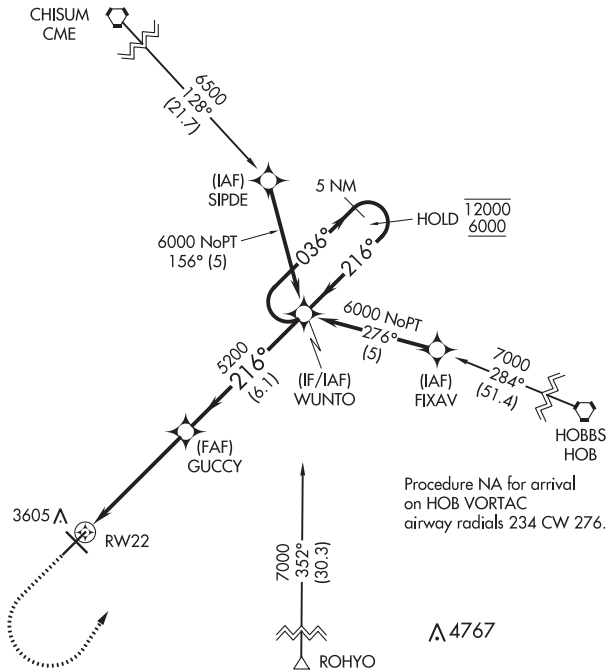 CHISUM
CME
6500
128°
(21.7)
(IAF)
SIPDE
5 NM
HOLD
12000
6000
6000 NoPT
156° (5)
036°
216°
6000 NoPT
276°
(5)
5200
216°
(6.1)
(IF/IAF)
WUNTO
(IAF)
FIXAV
7000
284°
(51.4)
HOBBS
HOB
(FAF)
GUCCY
Procedure NA for arrival
on HOB VORTAC
airway radials 234 CW 276.
3605
RW22
7000
352°
(30.3)
4767
ROHYO